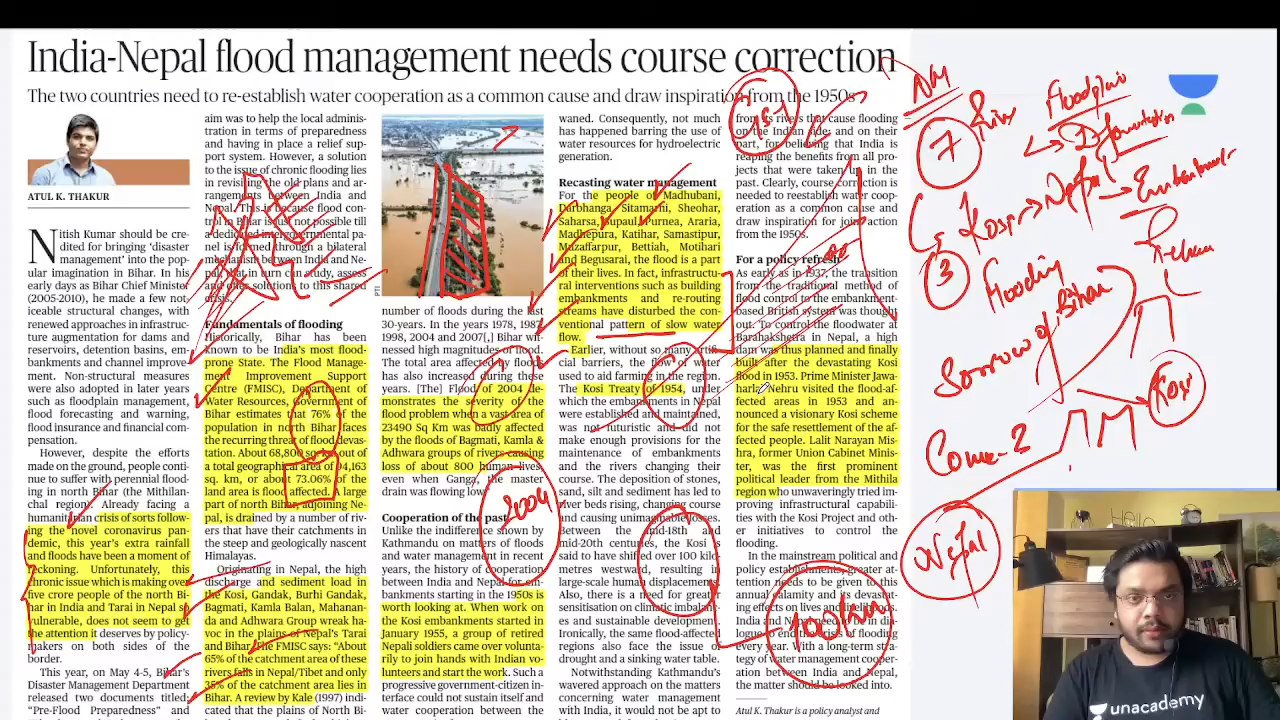 India-Nepal flood management needs course correction
The two countries need to re-establish water cooperation as a common cause and draw inspiration from the 1950s
ATUL K. THAKUR
Nitish Kumar should be cre-
dited for bringing ‘disaster
management’ into the pop-
ular imagination in Bihar. In his
early days as Bihar Chief Minister
(2005-2010), he made a few not-
iceable structural changes, with
renewed approaches in infrastruc-
ture augmentation for dams and
reservoirs, detention basins, em-
bankments and channel improve-
ment. Non-structural measures
were also adopted in later years
such as floodplain management,
flood forecasting and warning,
flood insurance and financial com-
pensation.
However, despite the efforts
made on the ground, people conti-
nue to suffer with perennial flood-
ing in north Bihar (the Mithilan-
chal region). Already facing a
humanitarian crisis of sorts follow-
ing the novel coronavirus pan-
demic, this year’s extra rainfall
and floods have been a moment of
reckoning. Unfortunately, this
chronic issue which is making over
five crore people of the north Bi-
har in India and Tarai in Nepal so
vulnerable, does not seem to get
the attention it deserves by policy-
makers on both sides of the
border.
This year, on May 4-5, Bihar’s
Disaster Management Department
released two documents titled:
“Pre-Flood Preparedness” and
aim was to help the local adminis-
tration in terms of preparedness
and having in place a relief sup-
port system. However, a solution
to the issue of chronic flooding lies
in revisiting the old plans and ar-
rangements between India and
Nepal. This is because flood con-
trol in Bihar is just not possible till
a dedicated intergovernmental pa-
nel is formed through a bilateral
mechanism between India and Ne-
pal, that in turn can study, assess
and offer solutions to this shared
crisis.
Fundamentals of flooding
Historically, Bihar has been
known to be India’s most flood-
prone State. The Flood Manage-
ment Improvement Support
Centre (FMISC), Department of
Water Resources, Government of
Bihar estimates that 76% of the
population in north Bihar faces
the recurring threat of flood devas-
tation. About 68,800 sq km out of
a total geographical area of 94,163
sq. km, or about 73.06% of the
land area is flood affected. A large
part of north Bihar, adjoining Ne-
pal, is drained by a number of riv-
ers that have their catchments in
the steep and geologically nascent
Himalayas.
Originating in Nepal, the high
discharge and sediment load in
the Kosi, Gandak, Burhi Gandak,
Bagmati, Kamla Balan, Mahanan-
da and Adhwara Group wreak ha-
voc in the plains of Nepal’s Tarai
and Bihar. The FMISC says: “About
65% of the catchment area of these
rivers falls in Nepal/Tibet and only
35% of the catchment area lies in
Bihar. A review by Kale (1997) indi-
cated that the plains of North Bi-
PTI
number of floods during the last
30-years. In the years 1978, 1987,
1998, 2004 and 2007[,] Bihar wit-
nessed high magnitudes of flood.
The total area affected by floods
has also increased during these
years. [The] Flood of 2004 de-
monstrates the severity of the
flood problem when a vast area of
23490 Sq Km was badly affected
by the floods of Bagmati, Kamla &
Adhwara groups of rivers causing
loss of about 800 human lives,
even when Ganga, the master
drain was flowing low.”
Cooperation of the past
Unlike the indifference shown by
Kathmandu on matters of floods
and water management in recent
years, the history of cooperation
between India and Nepal for em-
bankments starting in the 1950s is
worth looking at. When work on
the Kosi embankments started in
January 1955, a group of retired
Nepali soldiers came over volunta-
rily to join hands with Indian vo-
lunteers and start the work. Such a
progressive government-citizen in-
terface could not sustain itself and
waned. Consequently, not much
has happened barring the use of
water resources for hydroelectric
generation.
Recasting water management
For the people of Madhubani,
Darbhanga, Sitamarhi, Sheohar,
Saharsa, Supaul, Purnea, Araria,
Madhepura, Katihar, Samastipur,
Muzaffarpur, Bettiah, Motihari
and Begusarai, the flood is a part
of their lives. In fact, infrastructu-
ral interventions such as building
embankments and re-routing
streams have disturbed the con-
ventional pattern of slow water
flow.
Earlier, without so many artifi-
cial barriers, the flow of water
used to aid farming in the region.
The Kosi Treaty of 1954, under
which the embankments in Nepal
were established and maintained,
was not futuristic and did not
make enough provisions for the
maintenance of embankments
and the rivers changing their
course. The deposition of stones,
sand, silt and sediment has led to
river beds rising, changing course
and causing unimaginable losses.
Between the mid-18th and
mid-20th centuries, the Kosi is
said to have shifted over 100 kilo-
metres westward, resulting in
large-scale human displacement.
Also, there is a need for greater
sensitisation on climatic imbalanc-
es and sustainable development.
Ironically, the same flood-affected
regions also face the issue of
drought and a sinking water table.
Notwithstanding Kathmandu’s
wavered approach on the matters
concerning water management
with India, it would not be apt to
from its rivers that cause flooding
on the Indian side; and on their
part, for believing that India is
reaping the benefits from all pro-
jects that were taken up in the
past. Clearly, course correction is
needed to reestablish water coop-
eration as a common cause and
draw inspiration for joint action
from the 1950s.
For a policy refresh
As early as in 1937, the transition
from the traditional method of
flood control to the embankment-
based British system was thought
out. To control the floodwater at
Barahakshetra in Nepal, a high
dam was thus planned and finally
built after the devastating Kosi
flood in 1953. Prime Minister Jawa-
harlal Nehru visited the flood-af-
fected areas in 1953 and an-
nounced a visionary Kosi scheme
for the safe resettlement of the af-
fected people. Lalit Narayan Mis-
hra, former Union Cabinet Minis-
ter, was the first prominent
political leader from the Mithila
region who unwaveringly tried im-
proving infrastructural capabili-
ties with the Kosi Project and oth-
er initiatives to control the
flooding.
In the mainstream political and
policy establishments, greater at-
tention needs to be given to this
annual calamity and its devastat-
ing effects on lives and livelihoods.
India and Nepal need to be in dia-
logue to end the crisis of flooding
every year. With a long-term stra-
tegy of water management cooper-
ation between India and Nepal,
the matter should be looked into.
Atul K. Thakur is a policy analyst and
1954
2004
7 River
Floodplain
Deforestation
Kosi → Nepal → Embankment
3 flooding
Sorrow of Bihar
Kosi
Nepal
Hello
unacademy